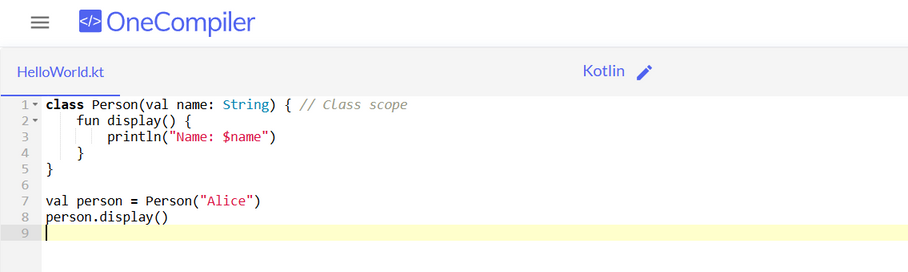 </> OneCompiler
HelloWorld.kt
Kotlin
1 class Person(val name: String) { // Class scope
2     fun display() {
3         println("Name: $name")
4     }
5 }
6
7 val person = Person("Alice")
8 person.display()
9